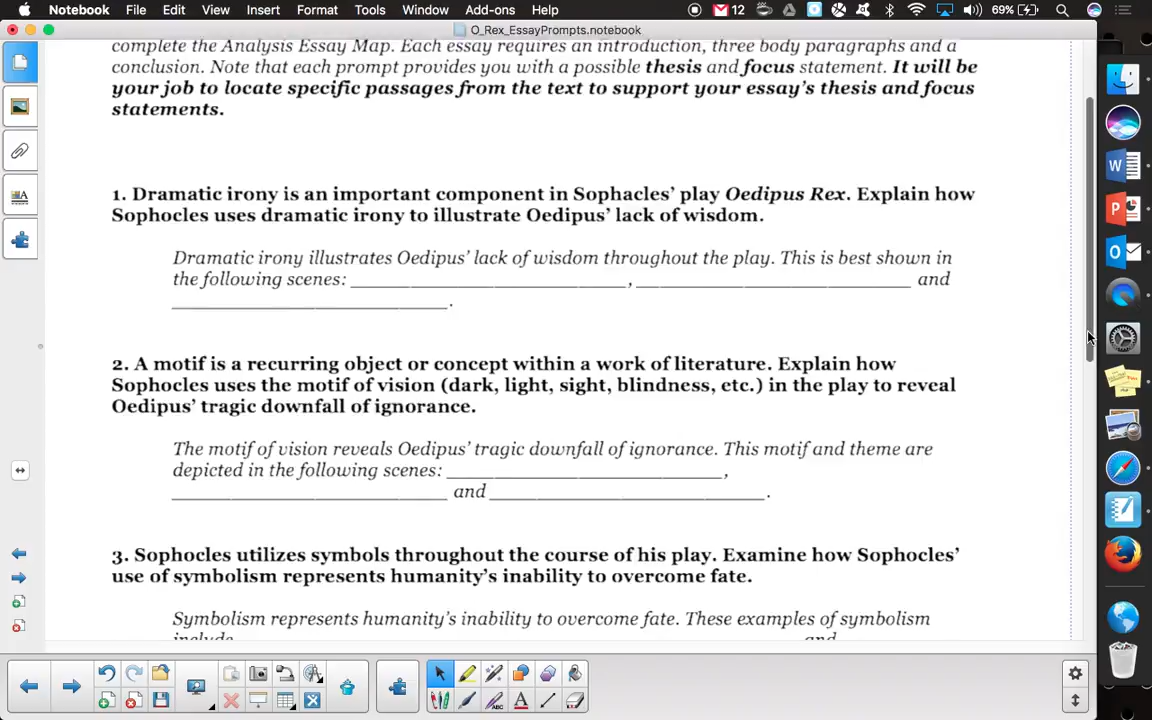 Notebook File Edit View Insert Format Tools Window Add-ons Help 12 69%
O_Rex_EssayPrompts.notebook
complete the Analysis Essay Map. Each essay requires an introduction, three body paragraphs and a
conclusion. Note that each prompt provides you with a possible thesis and focus statement. It will be
your job to locate specific passages from the text to support your essay's thesis and focus
statements.
1. Dramatic irony is an important component in Sophacles' play Oedipus Rex. Explain how
Sophocles uses dramatic irony to illustrate Oedipus' lack of wisdom.
Dramatic irony illustrates Oedipus' lack of wisdom throughout the play. This is best shown in
the following scenes: ____________________, ____________________ and
____________________.
2. A motif is a recurring object or concept within a work of literature. Explain how
Sophocles uses the motif of vision (dark, light, sight, blindness, etc.) in the play to reveal
Oedipus' tragic downfall of ignorance.
The motif of vision reveals Oedipus' tragic downfall of ignorance. This motif and theme are
depicted in the following scenes: ____________________,
____________________ and ____________________.
3. Sophocles utilizes symbols throughout the course of his play. Examine how Sophocles'
use of symbolism represents humanity's inability to overcome fate.
Symbolism represents humanity's inability to overcome fate. These examples of symbolism
include ____________________ and